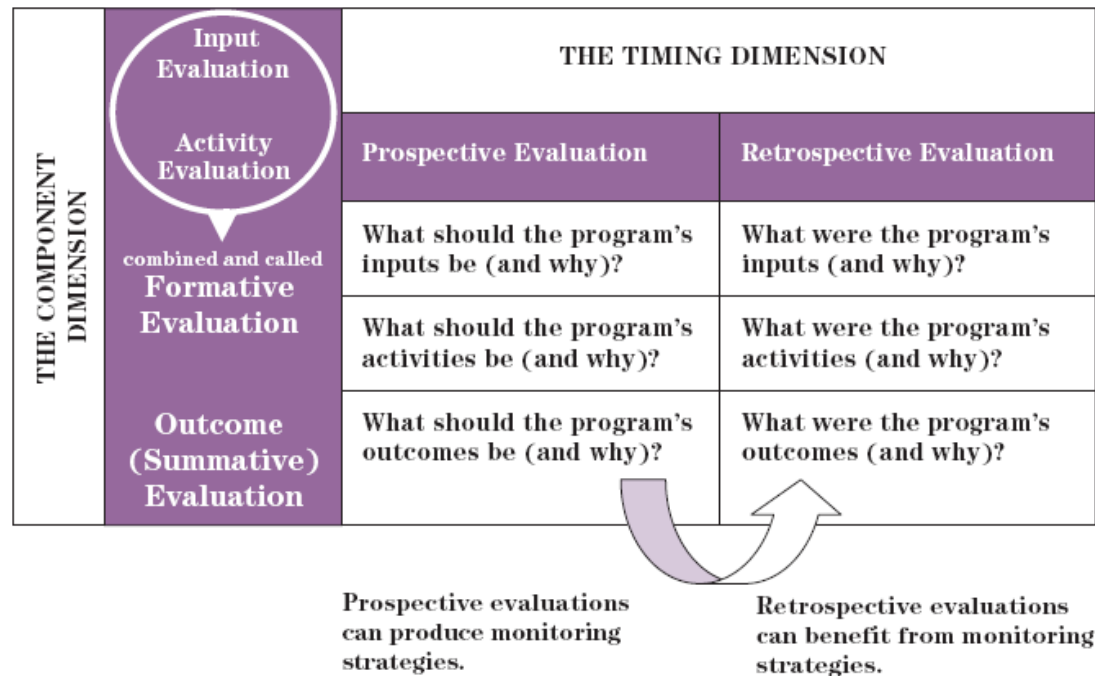 THE COMPONENT
DIMENSION
Input
Evaluation
Activity
Evaluation
combined and called
Formative
Evaluation
Outcome
(Summative)
Evaluation
THE TIMING DIMENSION
Prospective Evaluation
Retrospective Evaluation
What should the program's
inputs be (and why)?
What were the program's
inputs (and why)?
What should the program's
activities be (and why)?
What were the program's
activities (and why)?
What should the program's
outcomes be (and why)?
What were the program's
outcomes (and why)?
Prospective evaluations
can produce monitoring
strategies.
Retrospective evaluations
can benefit from monitoring
strategies.